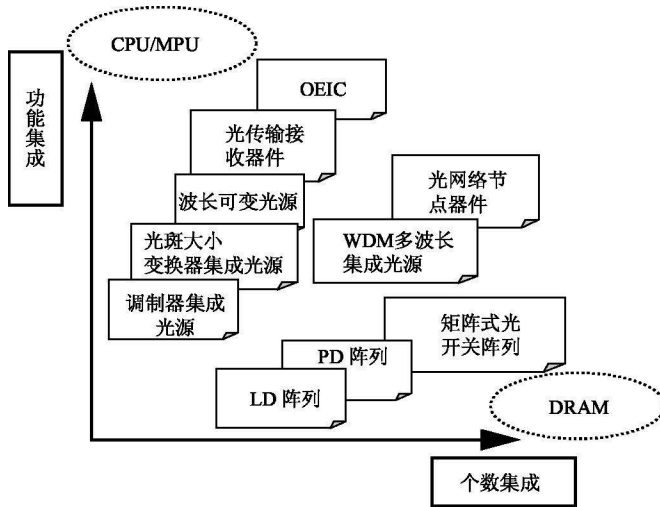 CPU/MPU
功能集成
OEIC
光传输接
收器件
波长可变光源
光斑大小
变换器集成光源
调制器集成
光源
光网络节
点器件
WDM多波长
集成光源
矩阵式光
开关阵列
PD 阵列
LD 阵列
DRAM
个数集成